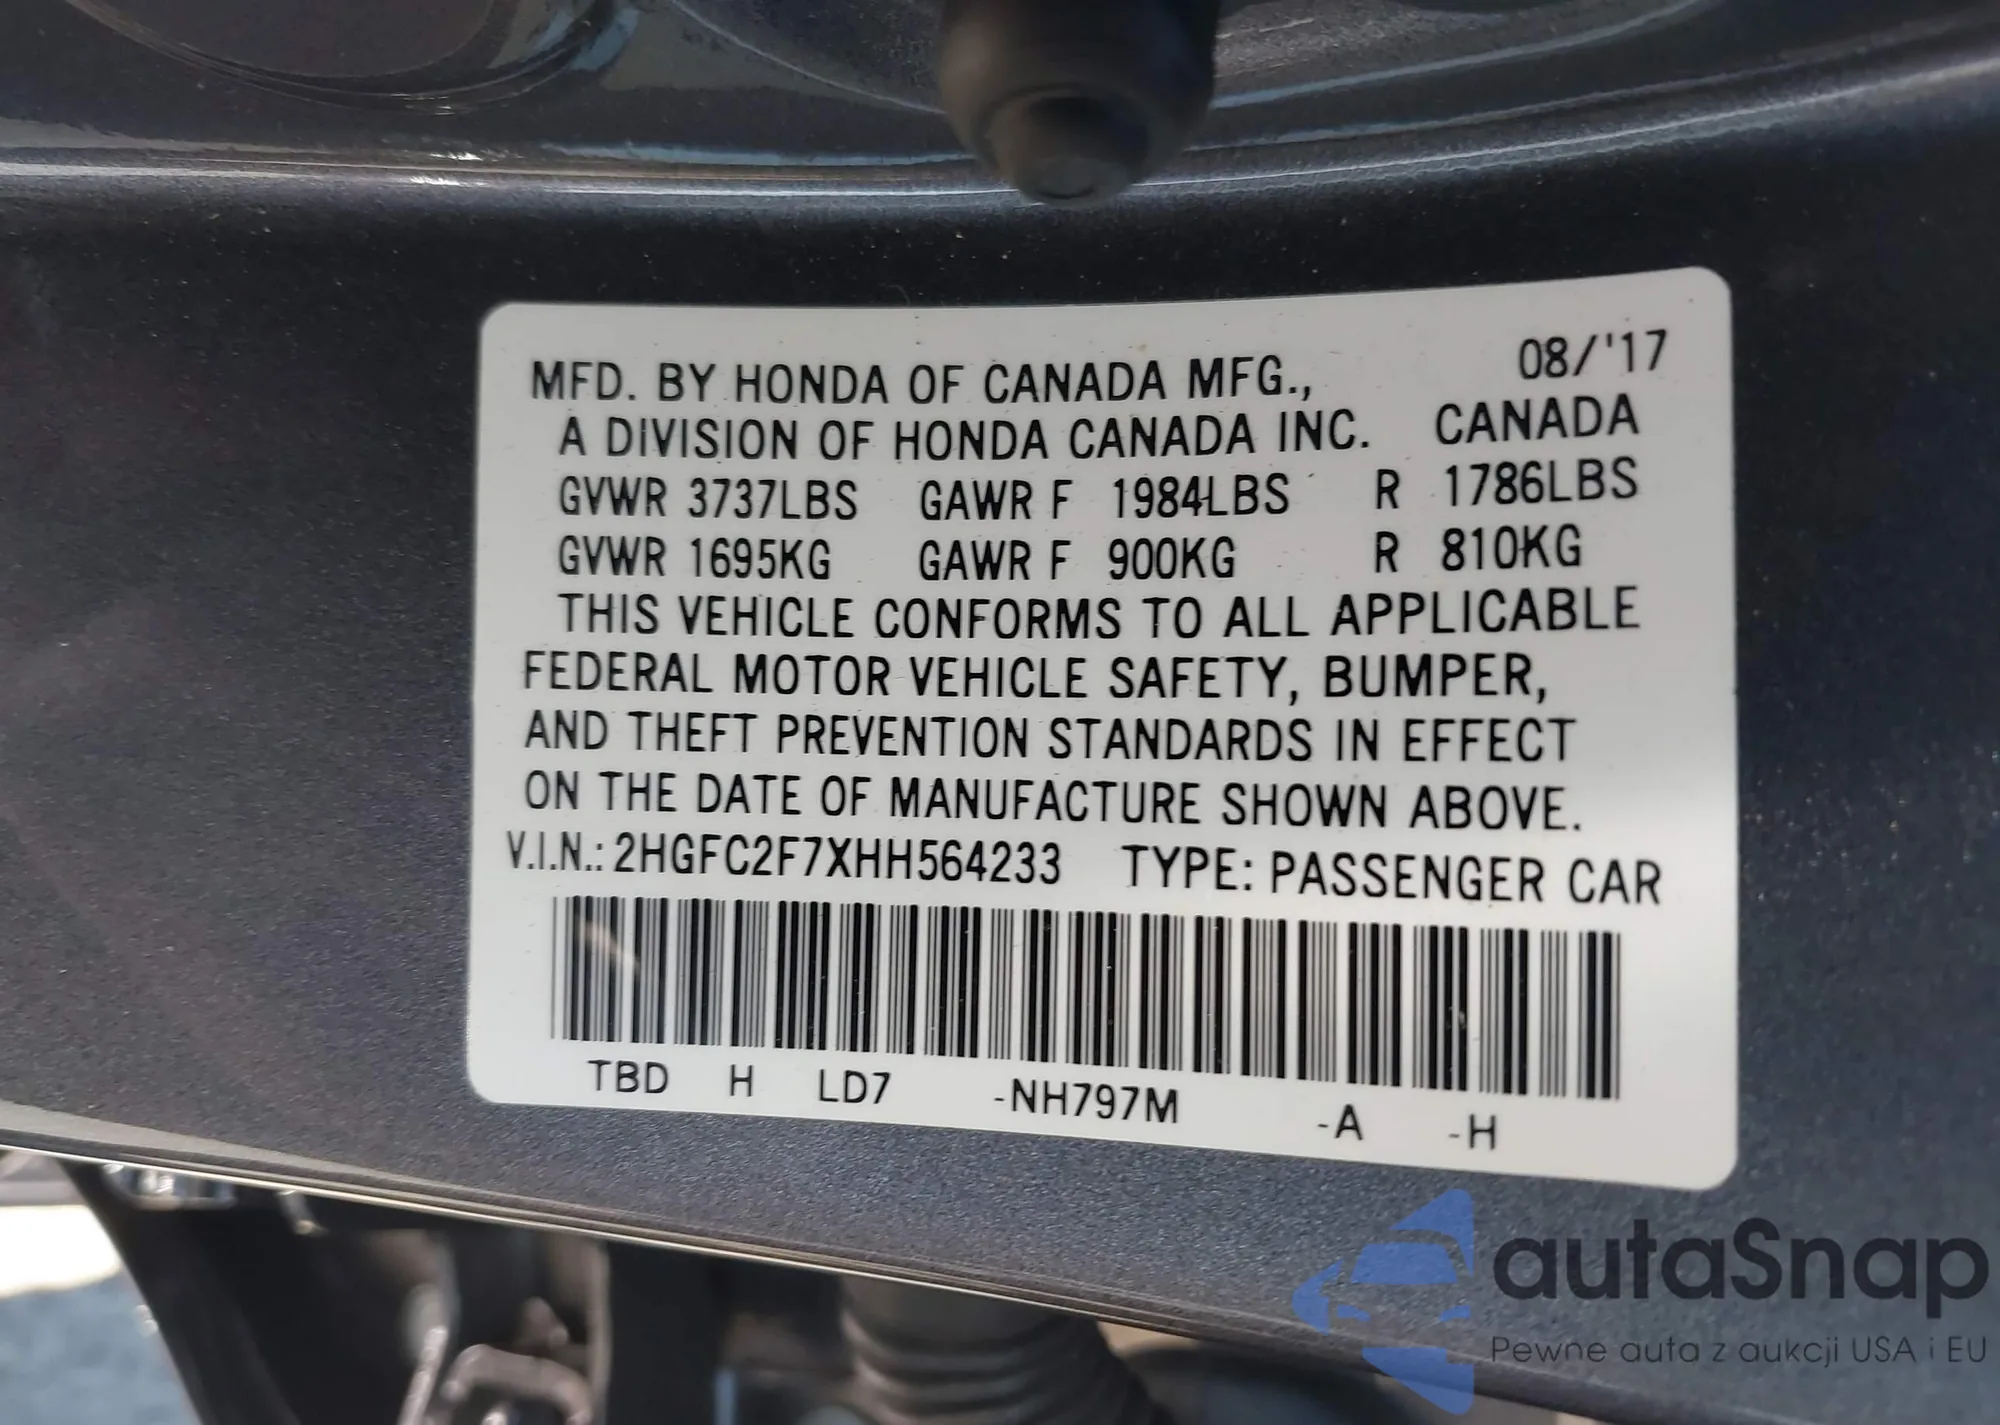 MFD. BY HONDA OF CANADA MFG., 08/'17
A DIVISION OF HONDA CANADA INC. CANADA
GVWR 3737LBS GAWR F 1984LBS R 1786LBS
GVWR 1695KG GAWR F 900KG R 810KG
THIS VEHICLE CONFORMS TO ALL APPLICABLE
FEDERAL MOTOR VEHICLE SAFETY, BUMPER,
AND THEFT PREVENTION STANDARDS IN EFFECT
ON THE DATE OF MANUFACTURE SHOWN ABOVE.
V.I.N.: 2HGFC2F7XHH564233 TYPE: PASSENGER CAR
TBD H LD7 -NH797M -A -H
autaSnap
Pewne auta z aukcji USA i EU